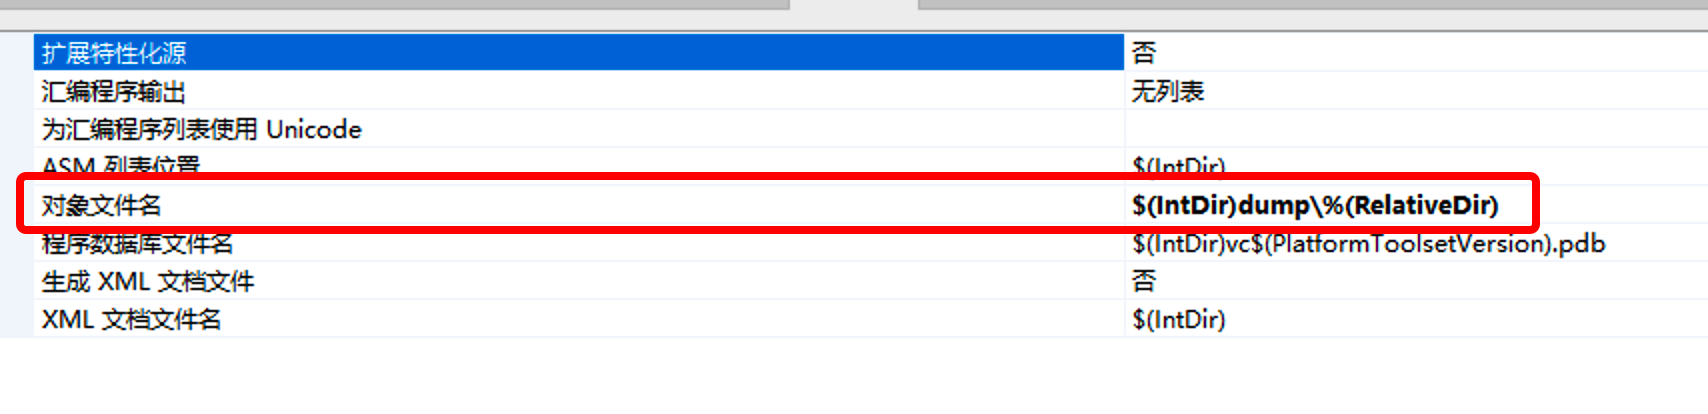 扩展特性化源 否
汇编程序输出 无列表
为汇编程序列表使用 Unicode
ASM 列表位置 $(IntDir)
对象文件名 $(IntDir)dump\%(RelativeDir)
程序数据库文件名 $(IntDir)vc$(PlatformToolsetVersion).pdb
生成 XML 文档文件 否
XML 文档文件名 $(IntDir)